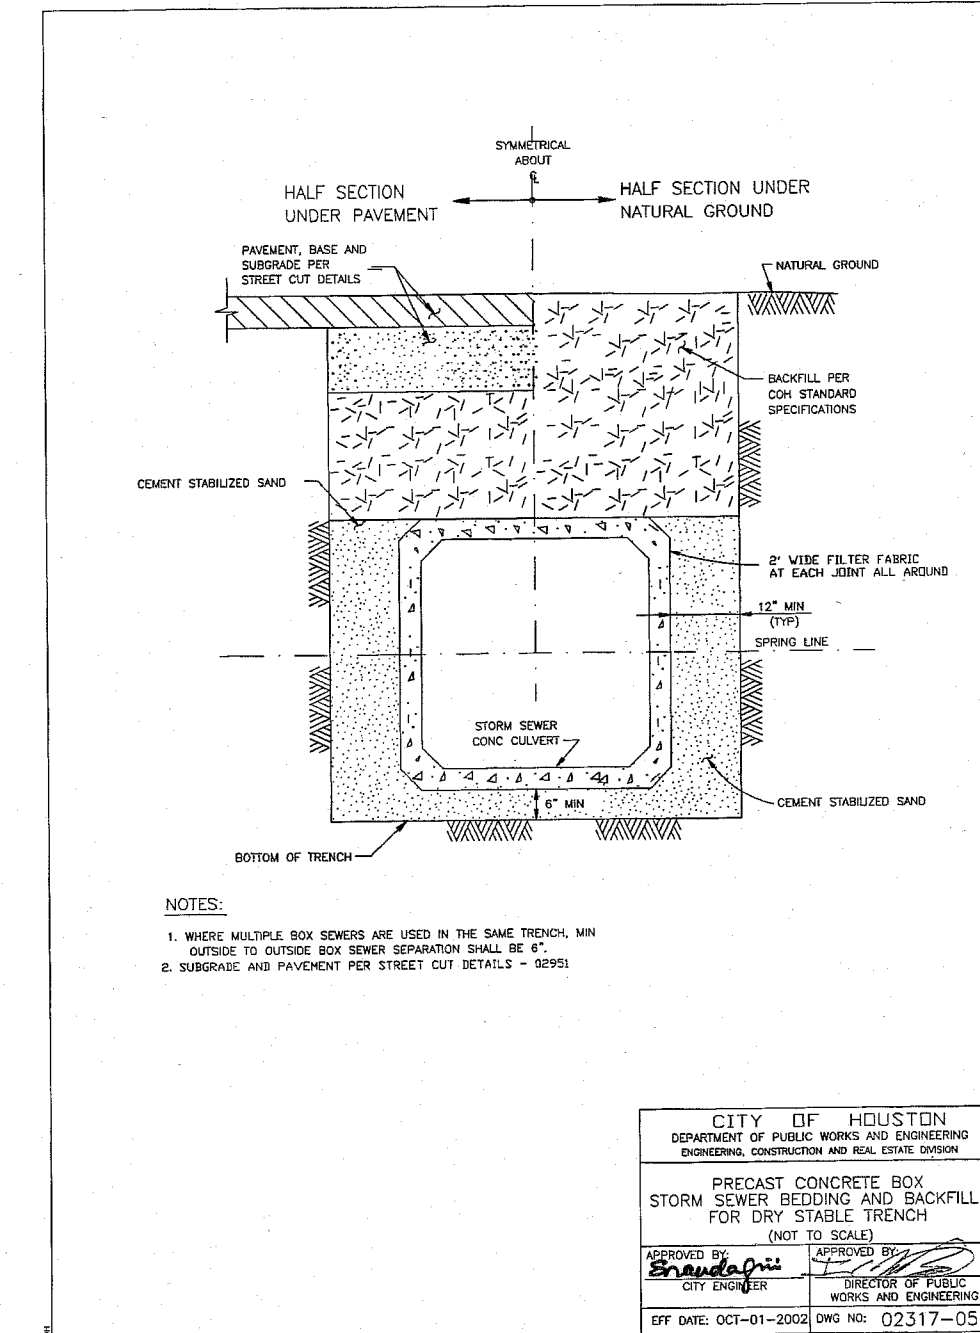 SYMMETRICAL
ABOUT
HALF SECTION
UNDER PAVEMENT
HALF SECTION UNDER
NATURAL GROUND
PAVEMENT, BASE AND
SUBGRADE PER
STREET CUT DETAILS
NATURAL GROUND
BACKFILL PER
COH STANDARD
SPECIFICATIONS
CEMENT STABILIZED SAND
2' WIDE FILTER FABRIC
AT EACH JOINT ALL AROUND
12" MIN
(TYP)
SPRING LINE
STORM SEWER
CONC CULVERT
6" MIN
CEMENT STABILIZED SAND
BOTTOM OF TRENCH
NOTES:
1. WHERE MULTIPLE BOX SEWERS ARE USED IN THE SAME TRENCH, MIN
OUTSIDE TO OUTSIDE BOX SEWER SEPARATION SHALL BE 6".
2. SUBGRADE AND PAVEMENT PER STREET CUT DETAILS - 02951
CITY OF HOUSTON
DEPARTMENT OF PUBLIC WORKS AND ENGINEERING
ENGINEERING, CONSTRUCTION AND REAL ESTATE DIVISION
PRECAST CONCRETE BOX
STORM SEWER BEDDING AND BACKFILL
FOR DRY STABLE TRENCH
(NOT TO SCALE)
APPROVED BY:
CITY ENGINEER
APPROVED BY:
DIRECTOR OF PUBLIC
WORKS AND ENGINEERING
EFF DATE: OCT-01-2002
DWG NO: 02317-05